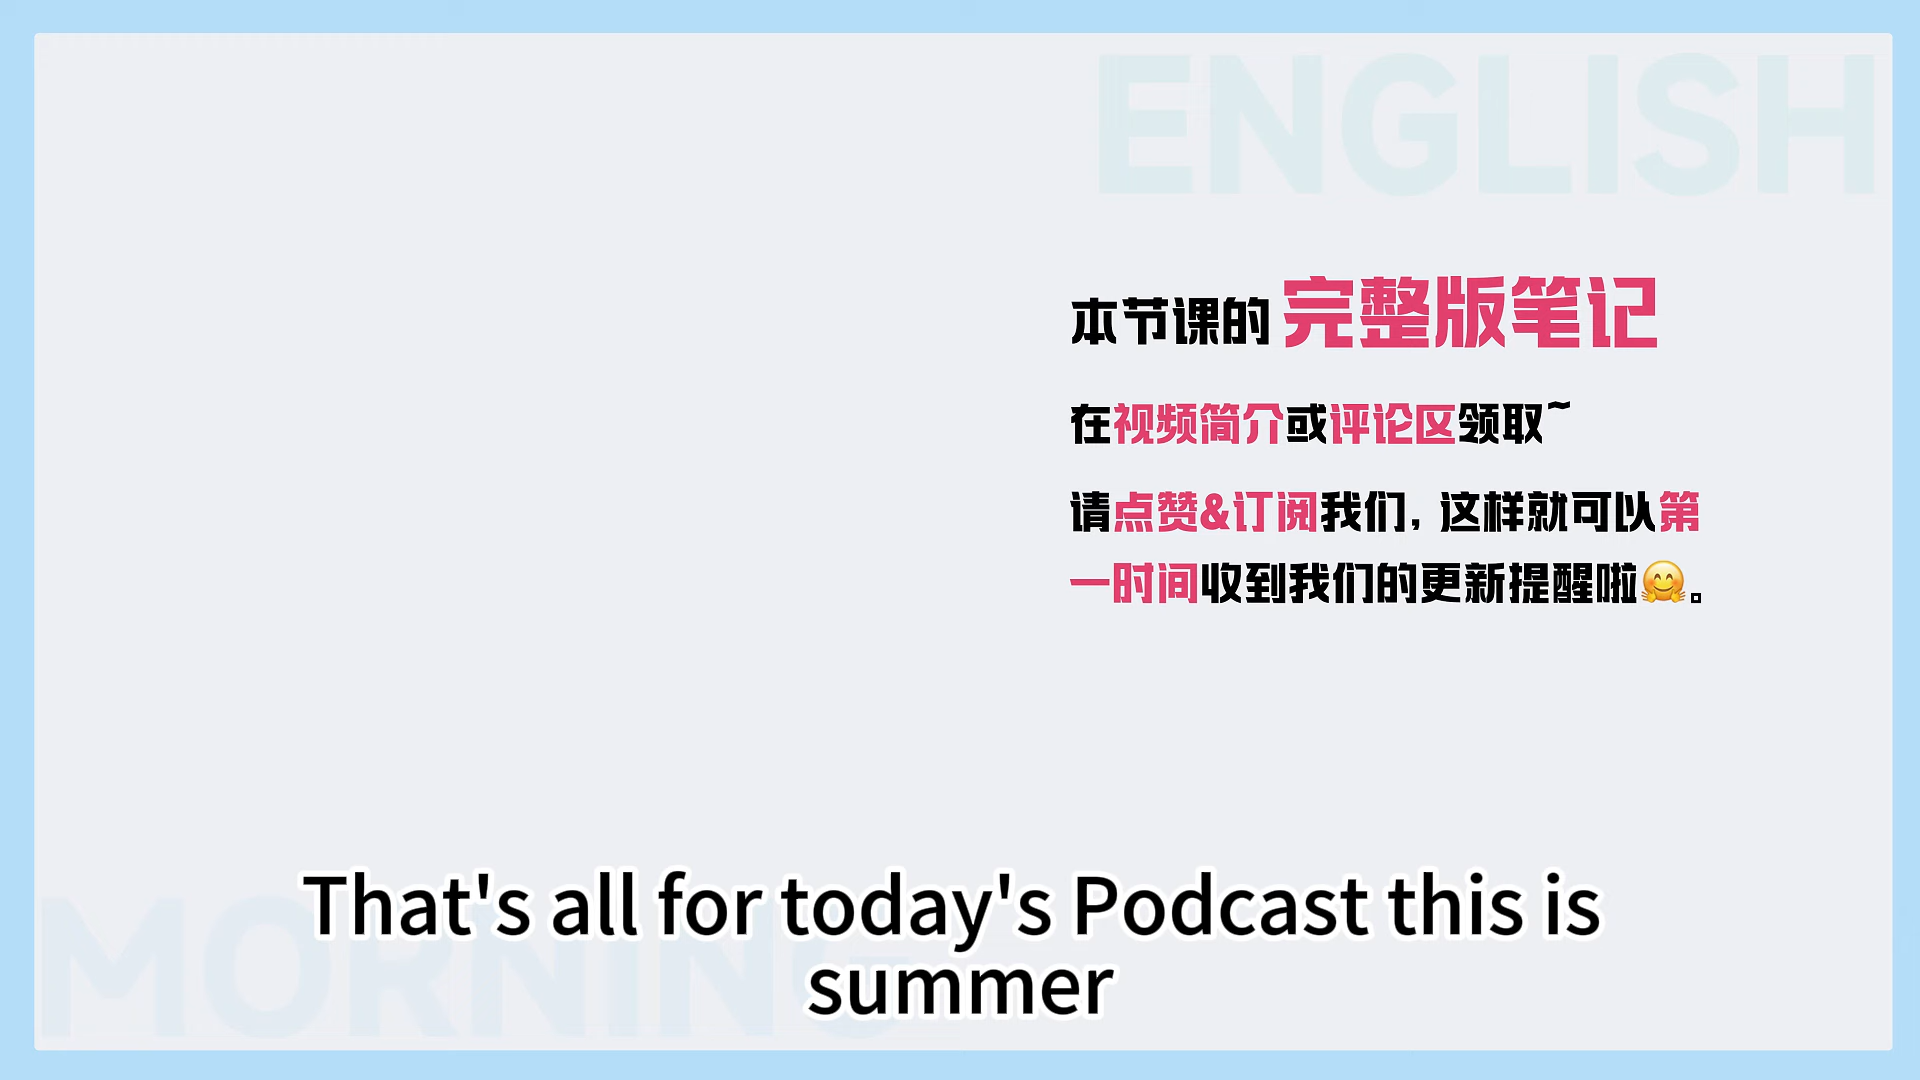 ENGLISH
本节课的 完整版笔记
在视频简介或评论区领取~
请点赞&订阅我们，这样就可以第
一时间收到我们的更新提醒啦🤗。
That's all for today's Podcast this is
summer
MORNING